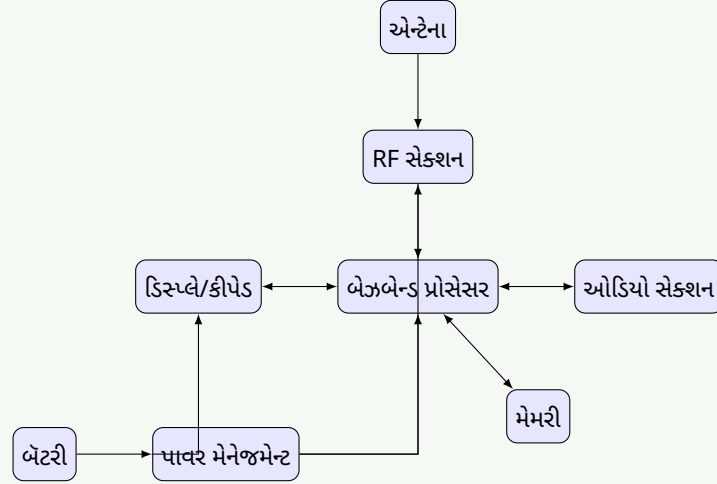 એન્ટેના
RF સેક્શન
ડિસ્પ્લે/કીપેડ
બેઝબેન્ડ પ્રોસેસર
ઓડિયો સેક્શન
મેમરી
બૅટરી
પાવર મેનેજમેન્ટ